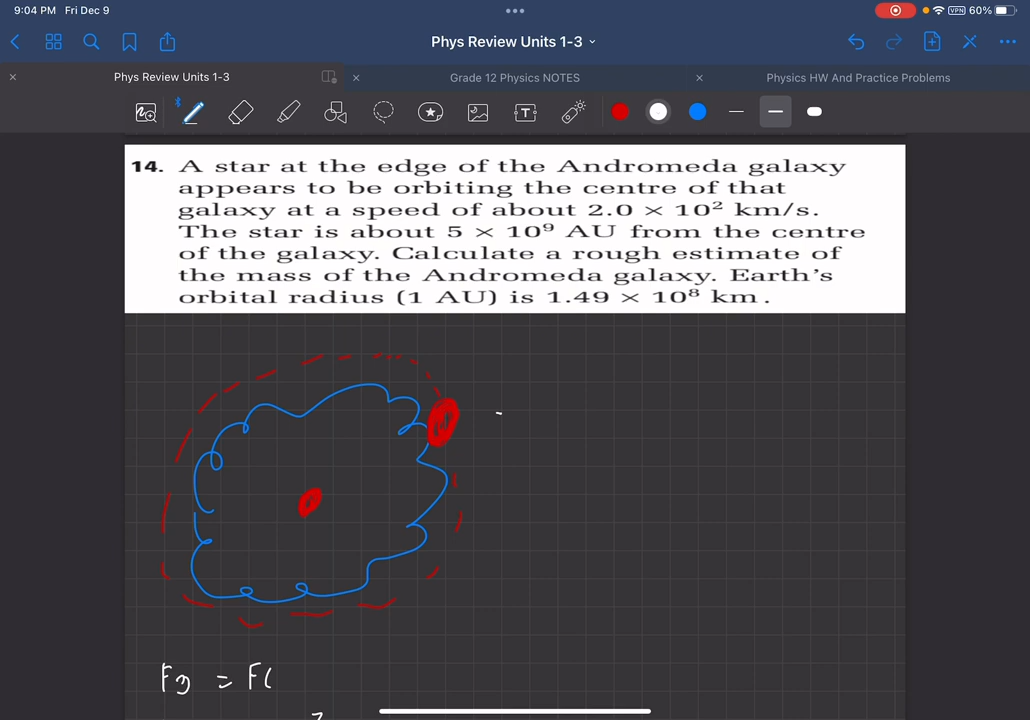 9:04 PM Fri Dec 9
VPN 60%
Phys Review Units 1-3
Phys Review Units 1-3
Grade 12 Physics NOTES
Physics HW And Practice Problems
T
14. A star at the edge of the Andromeda galaxy
appears to be orbiting the centre of that
galaxy at a speed of about 2.0 × 10² km/s.
The star is about 5 × 10⁹ AU from the centre
of the galaxy. Calculate a rough estimate of
the mass of the Andromeda galaxy. Earth's
orbital radius (1 AU) is 1.49 × 10⁸ km.
Fg = Fc